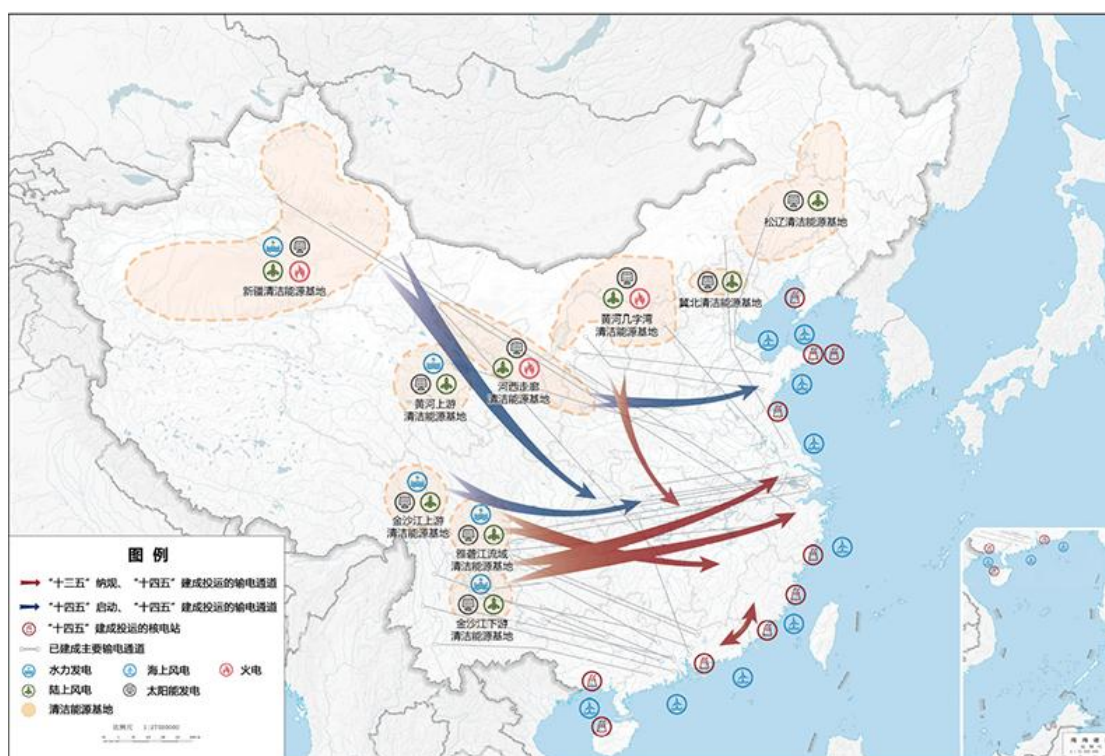 松辽清洁能源基地
新疆清洁能源基地
冀北清洁能源基地
黄河几字湾
清洁能源基地
黄河上游
清洁能源基地
河西走廊
清洁能源基地
金沙江上游
清洁能源基地
雅砻江流域
清洁能源基地
金沙江下游
清洁能源基地
图 例
“十三五”纳规、“十四五”建成投运的输电通道
“十四五”启动、“十四五”建成投运的输电通道
“十四五”建成投运的核电站
已建成主要输电通道
水力发电 海上风电 火电
陆上风电 太阳能发电
清洁能源基地